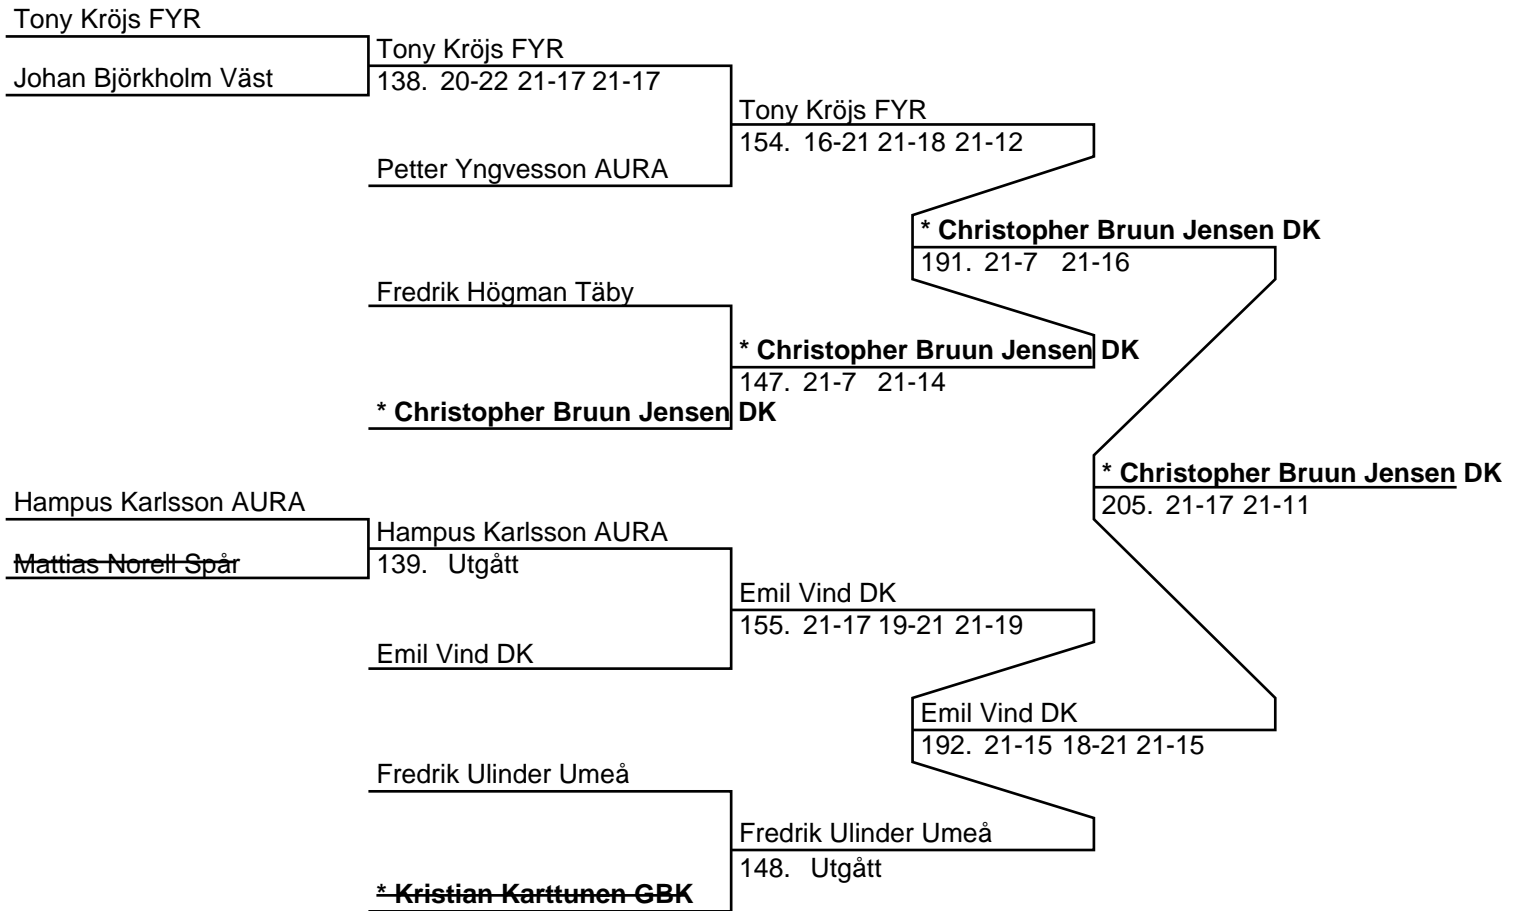 Tony Kröjs FYR
Tony Kröjs FYR
Johan Björkholm Väst
138. 20-22 21-17 21-17
Tony Kröjs FYR
154. 16-21 21-18 21-12
Petter Yngvesson AURA
* Christopher Bruun Jensen DK
191. 21-7 21-16
Fredrik Högman Täby
* Christopher Bruun Jensen DK
147. 21-7 21-14
* Christopher Bruun Jensen DK
* Christopher Bruun Jensen DK
205. 21-17 21-11
Hampus Karlsson AURA
Hampus Karlsson AURA
Mattias Norell Spår
139. Utgått
Emil Vind DK
155. 21-17 19-21 21-19
Emil Vind DK
Emil Vind DK
192. 21-15 18-21 21-15
Fredrik Ulinder Umeå
Fredrik Ulinder Umeå
148. Utgått
* Kristian Karttunen GBK